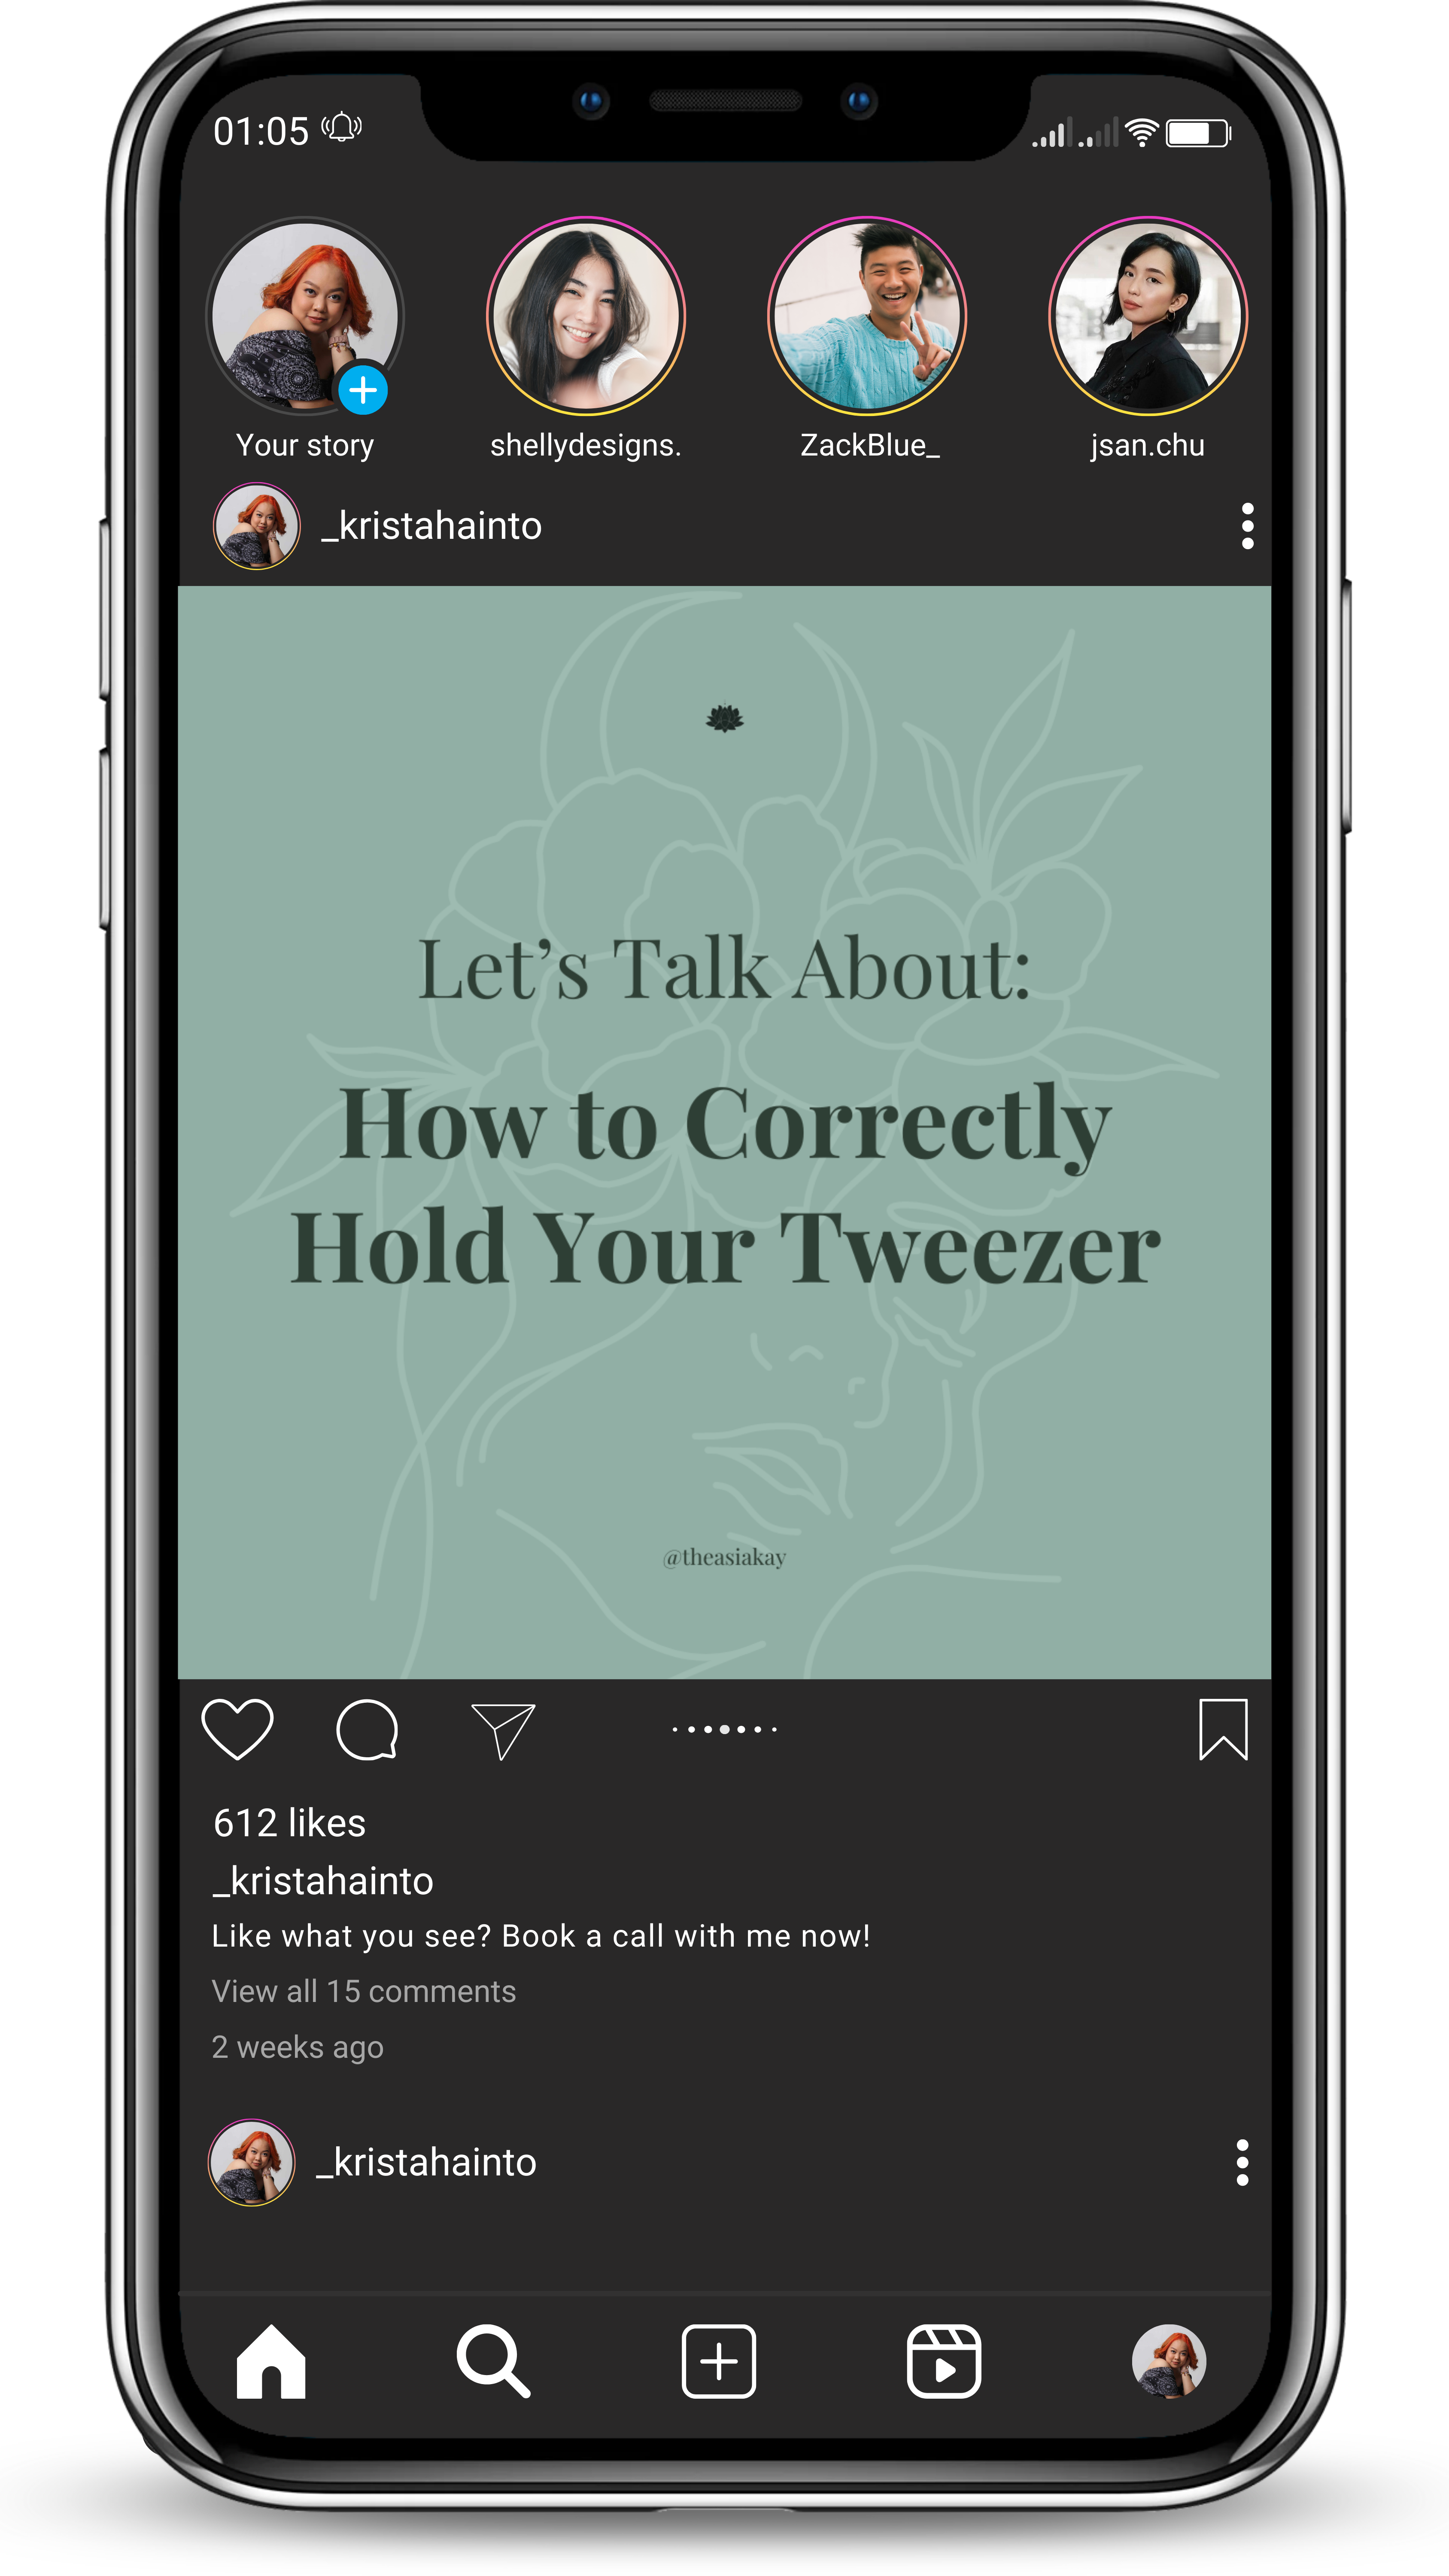 01:05
Your story
shellydesigns.
ZackBlue_
jsan.chu
_kristahainto
Let’s Talk About:
How to Correctly
Hold Your Tweezer
@theasiakay
612 likes
_kristahainto
Like what you see? Book a call with me now!
View all 15 comments
2 weeks ago
_kristahainto